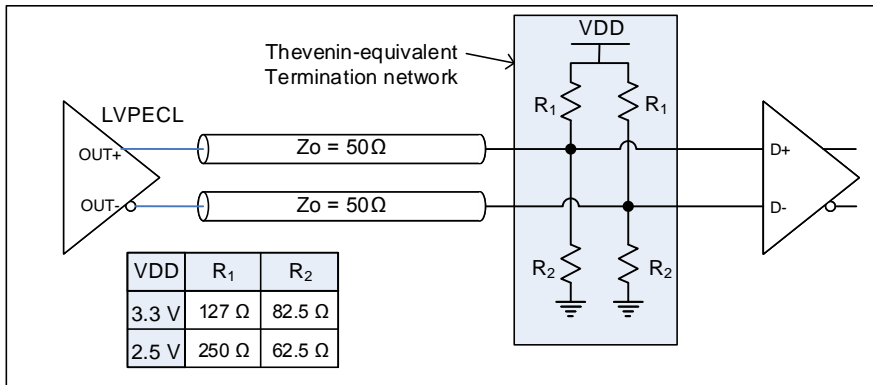 VDD
Thevenin-equivalent
Termination network
R1 R1
LVPECL
OUT+ Zo = 50Ω D+
OUT- Zo = 50Ω D-
R2 R2
VDD R1 R2
3.3 V 127 Ω 82.5 Ω
2.5 V 250 Ω 62.5 Ω